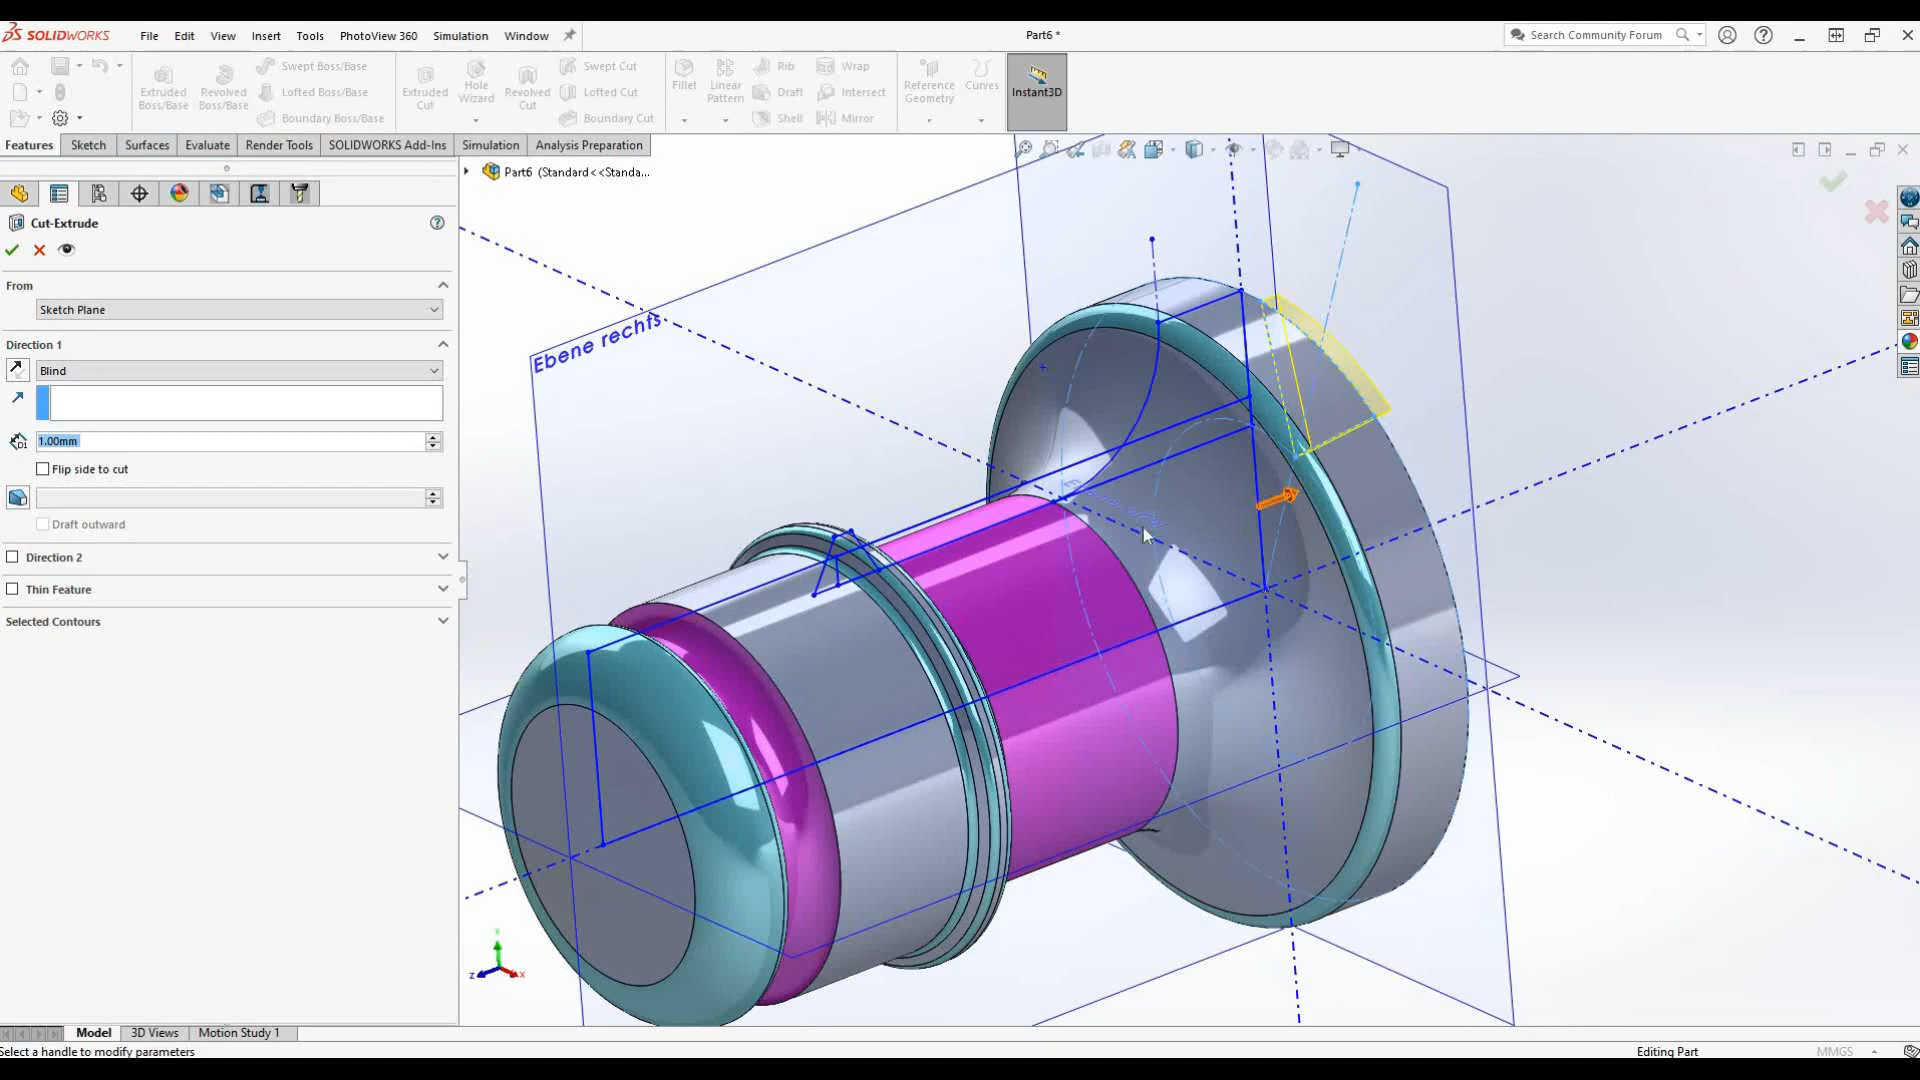 SOLIDWORKS
File Edit View Insert Tools PhotoView 360 Simulation Window
Part6 *
Search Community Forum
Extruded Boss/Base
Revolved Boss/Base
Swept Boss/Base
Lofted Boss/Base
Boundary Boss/Base
Extruded Cut
Hole Wizard
Revolved Cut
Swept Cut
Lofted Cut
Boundary Cut
Fillet
Linear Pattern
Rib
Draft
Shell
Wrap
Intersect
Mirror
Reference Geometry
Curves
Instant3D
Features Sketch Surfaces Evaluate Render Tools SOLIDWORKS Add-Ins Simulation Analysis Preparation
Part6 (Standard<<Standa...
Cut-Extrude
From
Sketch Plane
Direction 1
Blind
D1
1.00mm
Flip side to cut
Draft outward
Direction 2
Thin Feature
Selected Contours
Ebene rechts
Z
X
Model 3D Views Motion Study 1
Select a handle to modify parameters
Editing Part
MMGS